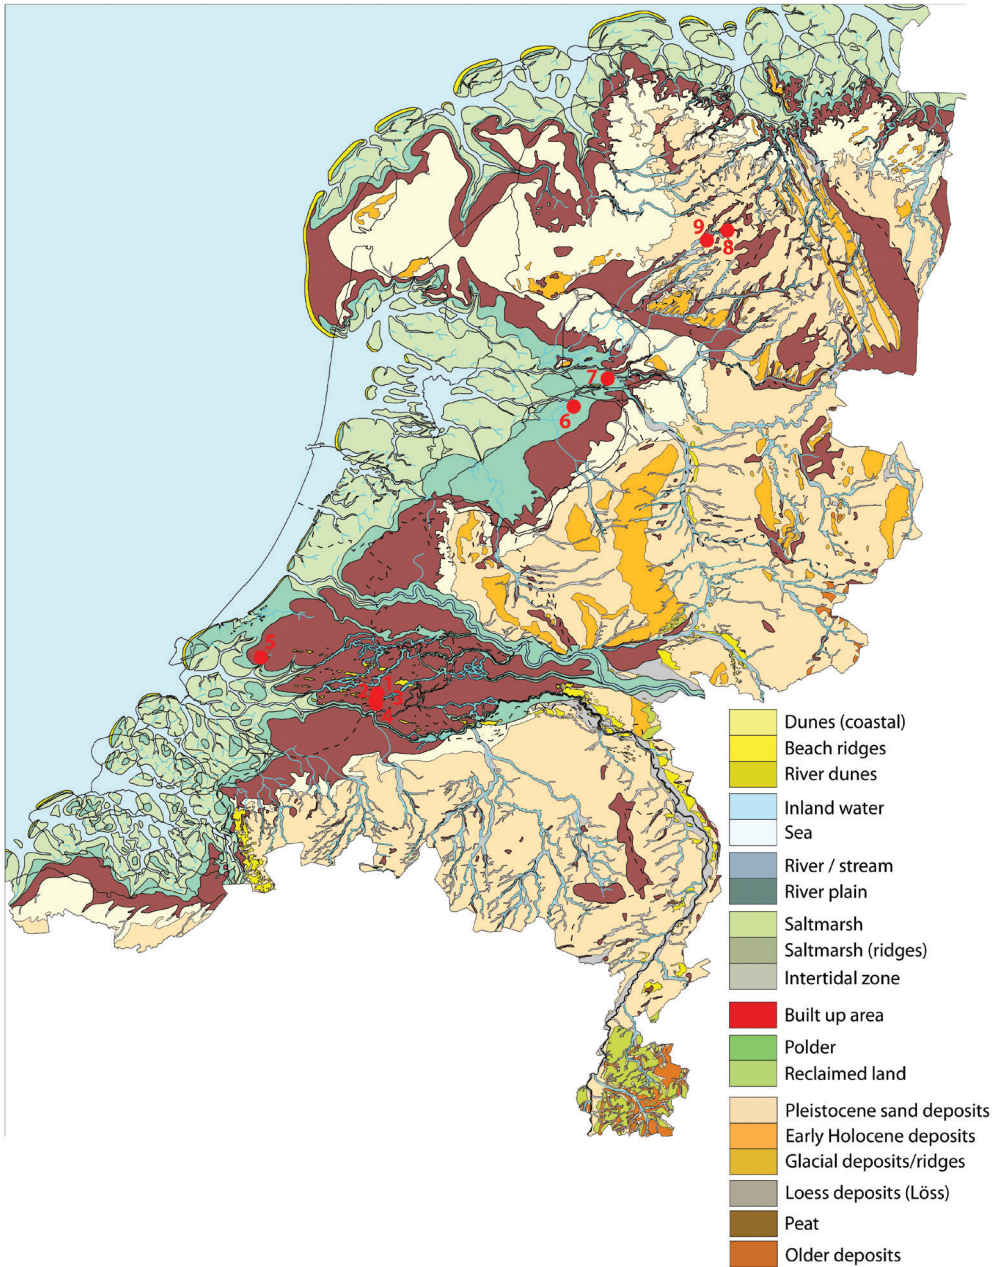 9
8
7
6
5
1
3
2
Dunes (coastal)
Beach ridges
River dunes
Inland water
Sea
River / stream
River plain
Saltmarsh
Saltmarsh (ridges)
Intertidal zone
Built up area
Polder
Reclaimed land
Pleistocene sand deposits
Early Holocene deposits
Glacial deposits/ridges
Loess deposits (Löss)
Peat
Older deposits